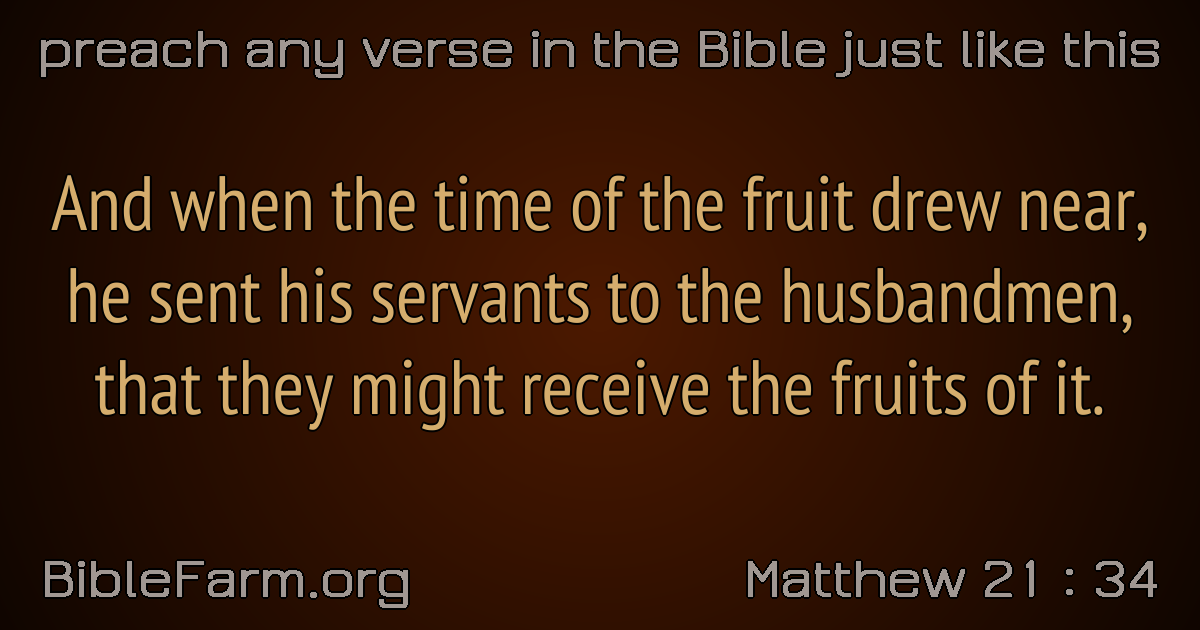 preach any verse in the Bible just like this
And when the time of the fruit drew near,
he sent his servants to the husbandmen,
that they might receive the fruits of it.
BibleFarm.org
Matthew 21 : 34